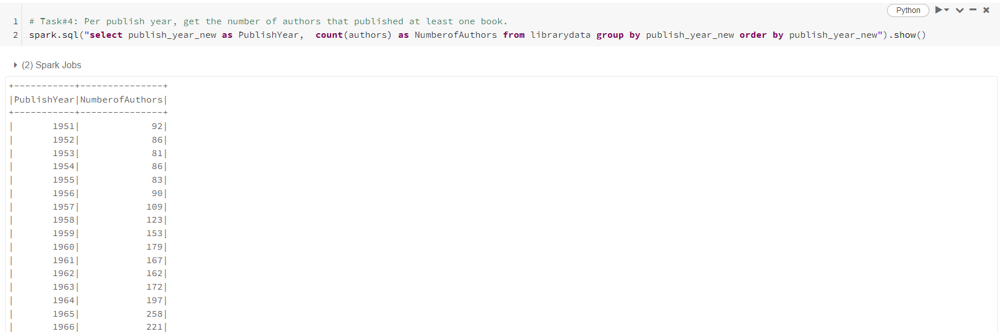 Python
1 # Task#4: Per publish year, get the number of authors that published at least one book.
2 spark.sql("select publish_year_new as PublishYear,  count(authors) as NumberofAuthors from librarydata group by publish_year_new order by publish_year_new").show()
(2) Spark Jobs
+-----------+---------------+
|PublishYear|NumberofAuthors|
+-----------+---------------+
|       1951|             92|
|       1952|             86|
|       1953|             81|
|       1954|             86|
|       1955|             83|
|       1956|             90|
|       1957|            109|
|       1958|            123|
|       1959|            153|
|       1960|            179|
|       1961|            167|
|       1962|            162|
|       1963|            172|
|       1964|            197|
|       1965|            258|
|       1966|            221|